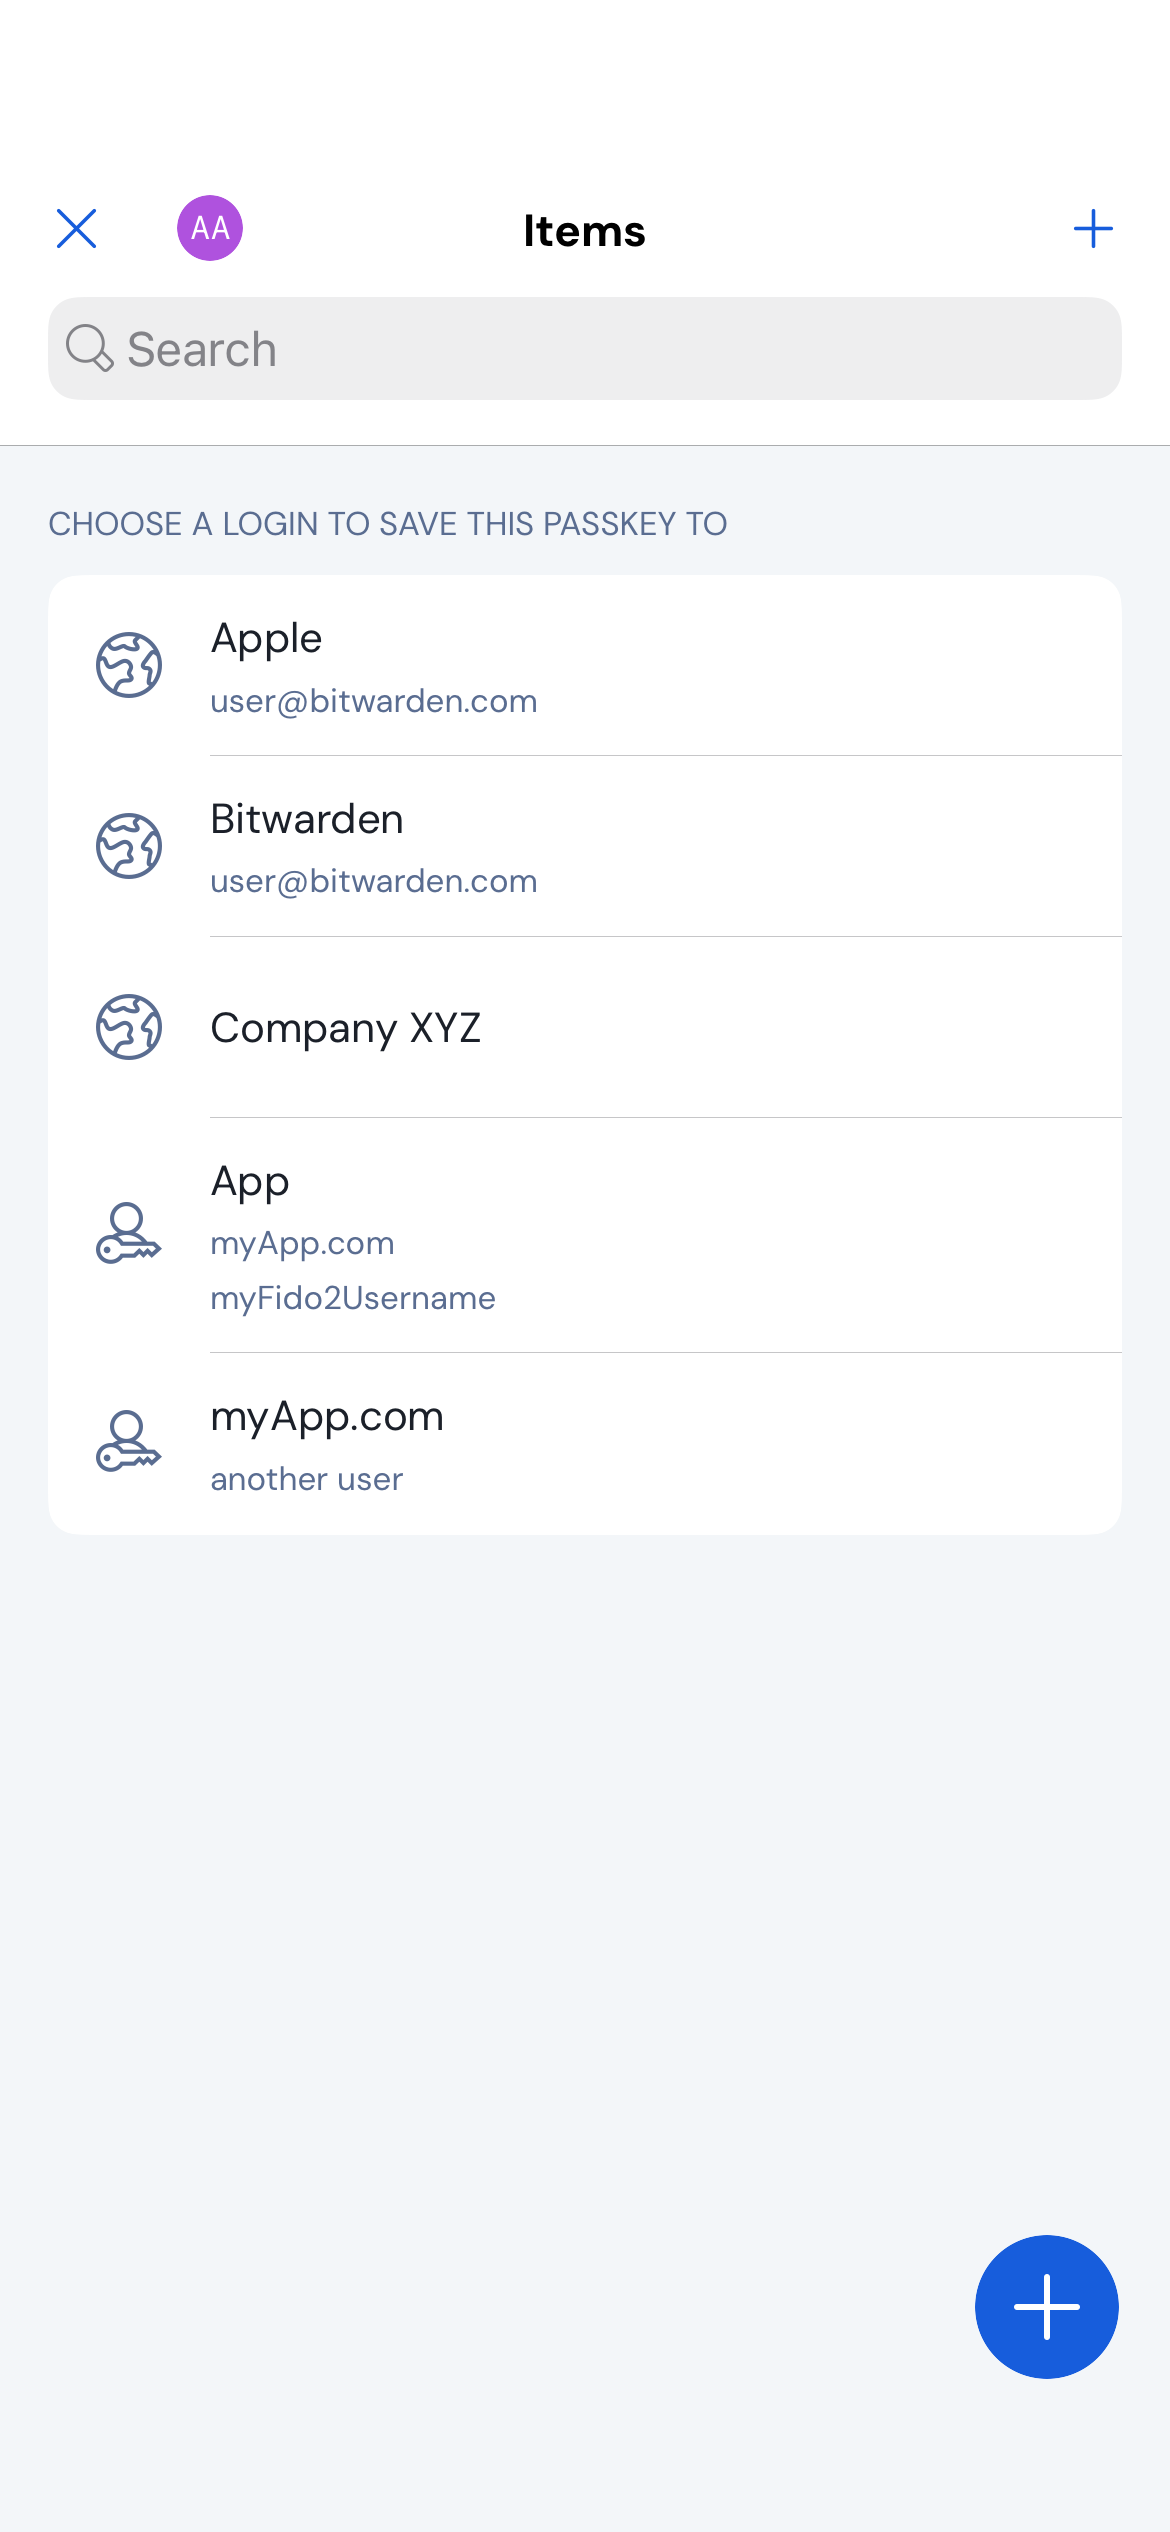 AA
Items
Search
CHOOSE A LOGIN TO SAVE THIS PASSKEY TO
Apple
user@bitwarden.com
Bitwarden
user@bitwarden.com
Company XYZ
App
myApp.com
myFido2Username
myApp.com
another user